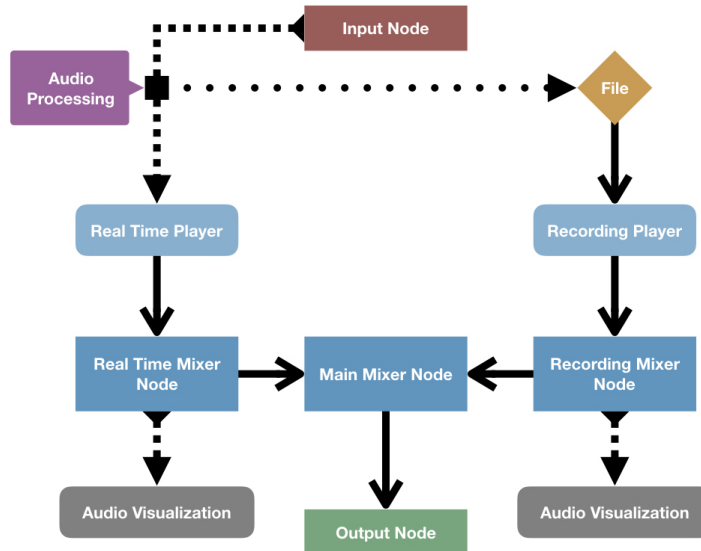 Input Node
Audio
Processing
File
Real Time Player
Recording Player
Real Time Mixer
Node
Main Mixer Node
Recording Mixer
Node
Audio Visualization
Output Node
Audio Visualization